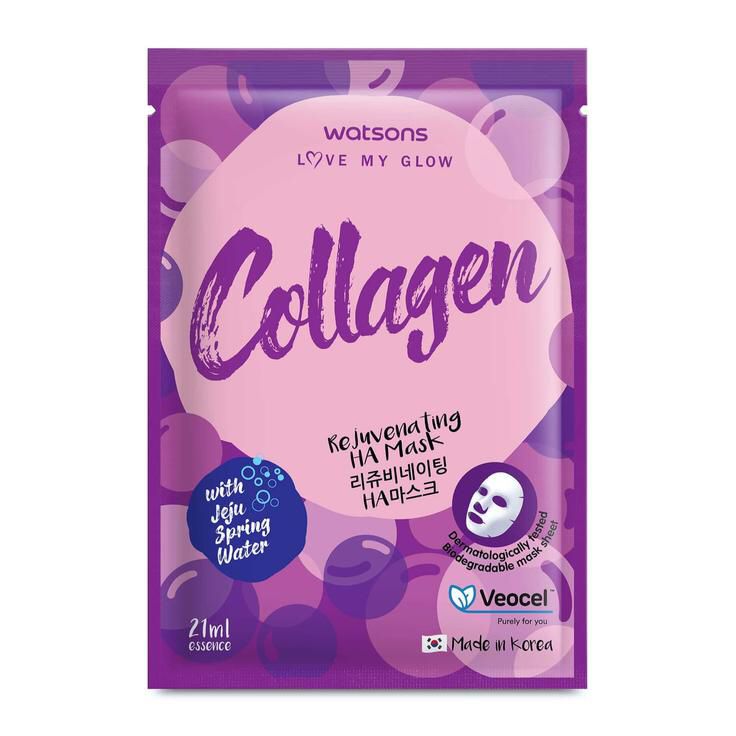 watsons
LOVE MY GLOW
Collagen
Rejuvenating
HA Mask
리쥬비네이팅
HA마스크
with
Jeju
Spring
Water
Dermatologically tested
Biodegradable mask sheet
Veocel™
Purely for you
21ml
essence
Made in Korea